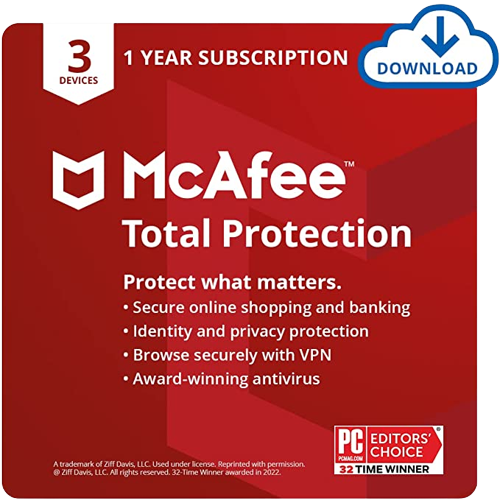 3
DEVICES
1 YEAR SUBSCRIPTION
DOWNLOAD
McAfee™
Total Protection
Protect what matters.
• Secure online shopping and banking
• Identity and privacy protection
• Browse securely with VPN
• Award-winning antivirus
PC
PCMAG.COM
EDITORS'
CHOICE
32 TIME WINNER
A trademark of Ziff Davis, LLC. Used under license. Reprinted with permission.
@ Ziff Davis, LLC. All rights reserved. 32-Time Winner awarded in 2022.